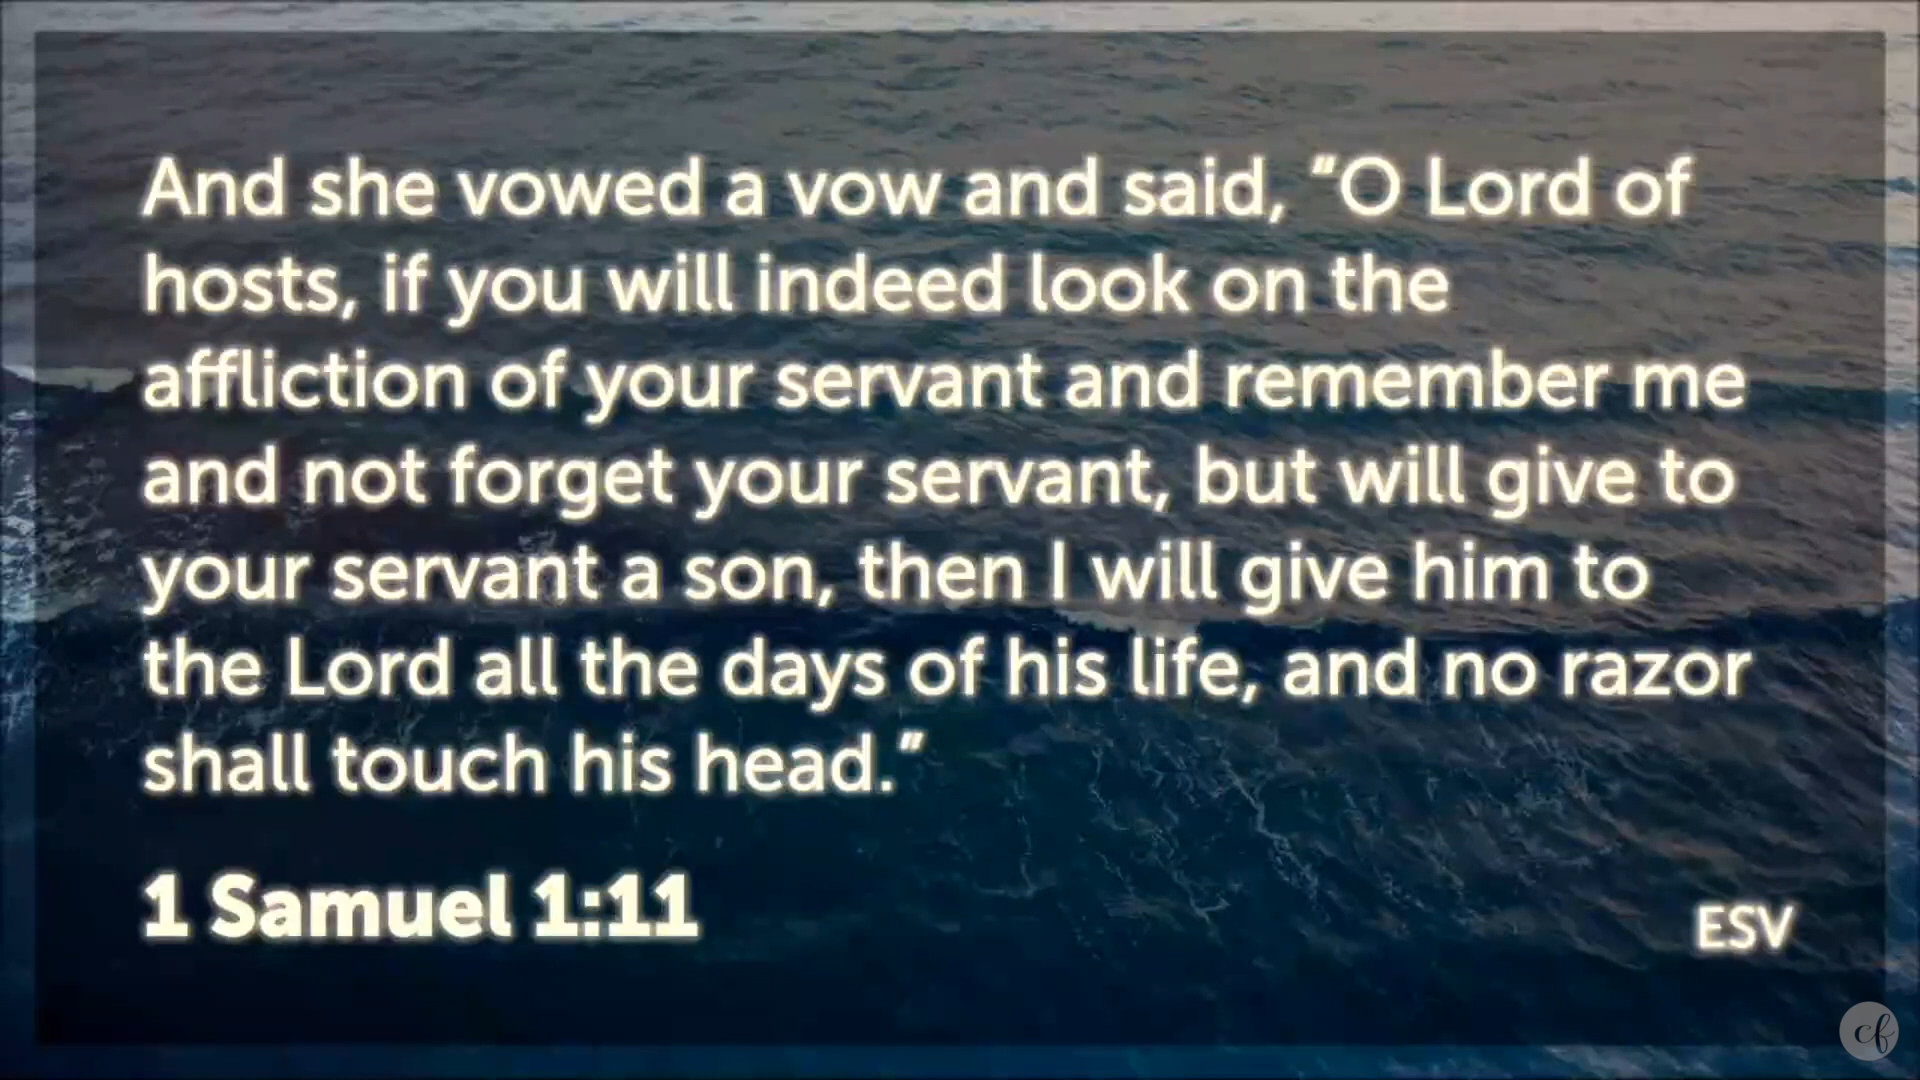 And she vowed a vow and said, “O Lord of
hosts, if you will indeed look on the
affliction of your servant and remember me
and not forget your servant, but will give to
your servant a son, then I will give him to
the Lord all the days of his life, and no razor
shall touch his head.”
1 Samuel 1:11
ESV
cf